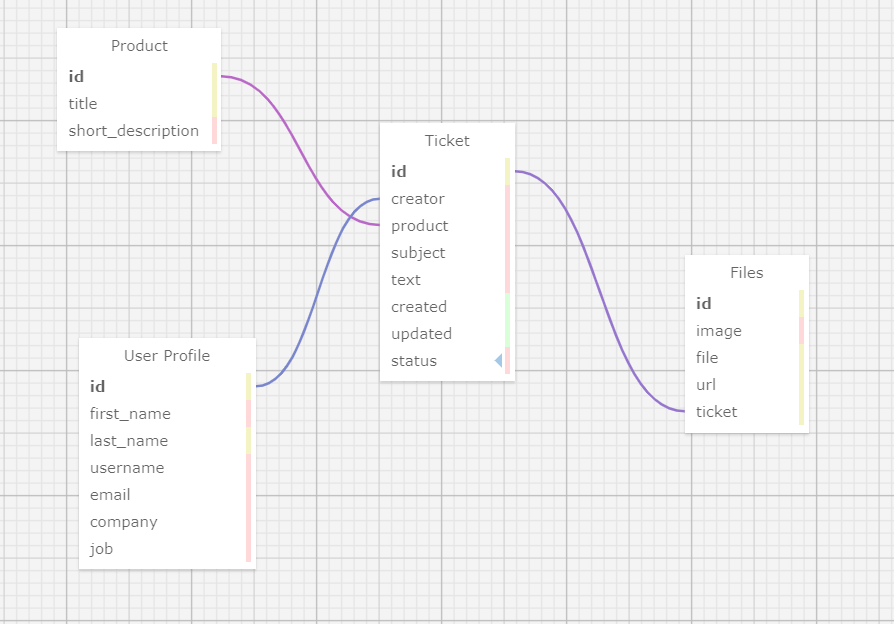 Product
id
title
short_description
Ticket
id
creator
product
subject
text
created
updated
status
Files
id
image
file
url
ticket
User Profile
id
first_name
last_name
username
email
company
job